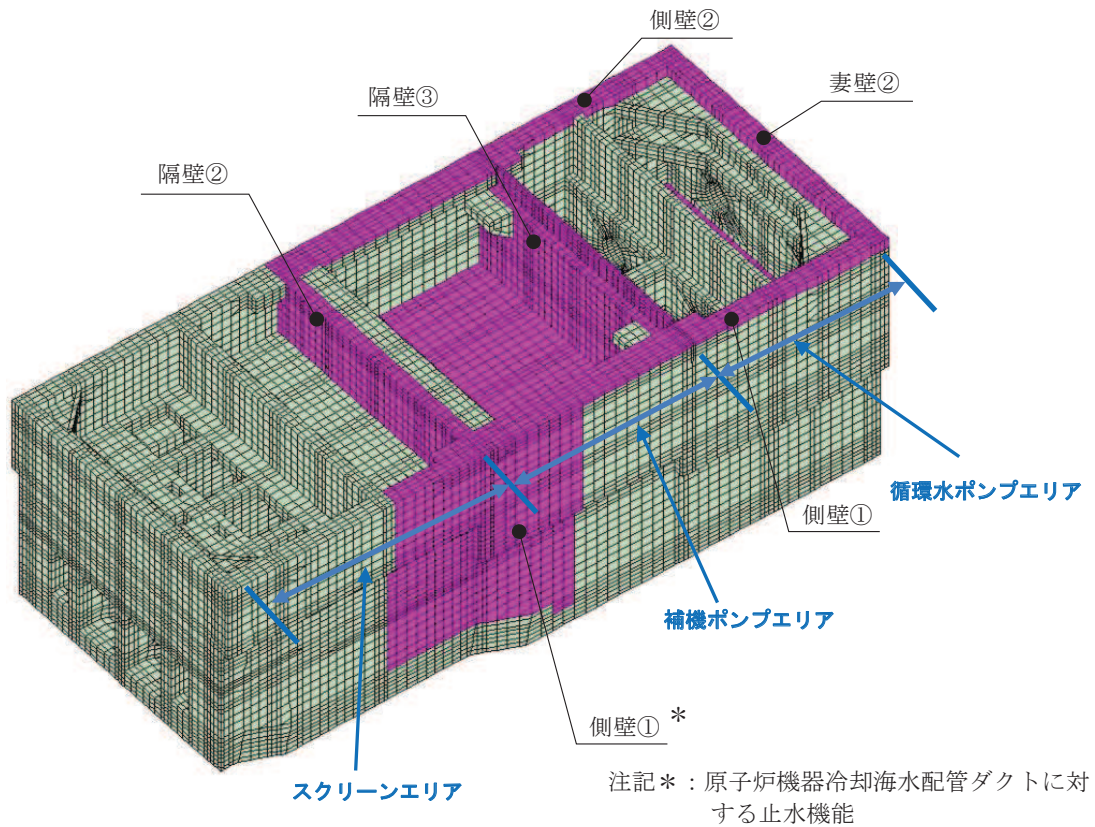 側壁②
妻壁②
隔壁③
隔壁②
循環水ポンプエリア
側壁①
補機ポンプエリア
側壁①*
スクリーンエリア
注記*:原子炉機器冷却海水配管ダクトに対
する止水機能